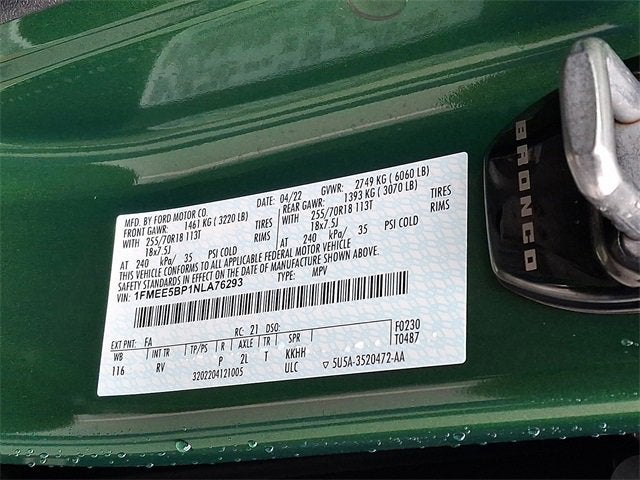 MFD. BY FORD MOTOR CO.
DATE: 04/22 GVWR: 2749 KG ( 6060 LB)
FRONT GAWR: 1461 KG ( 3220 LB)
REAR GAWR: 1393 KG ( 3070 LB)
WITH 255/70R18 113T TIRES
WITH 255/70R18 113T TIRES
18x7.5J RIMS
18x7.5J RIMS
AT 240 kPa/ 35 PSI COLD
AT 240 kPa/ 35 PSI COLD
THIS VEHICLE CONFORMS TO ALL APPLICABLE FEDERAL MOTOR VEHICLE
SAFETY STANDARDS IN EFFECT ON THE DATE OF MANUFACTURE SHOWN ABOVE.
VIN: 1FMEE5BP1NLA76293
TYPE: MPV
EXT PNT: FA RC: 21 DSO: F0230
WB INT TR TP/PS R AXLE TR SPR T0487
116 RV P 2L T KKHH
3202204121005 ULC ▽ 5U5A-3520472-AA
BRONCO